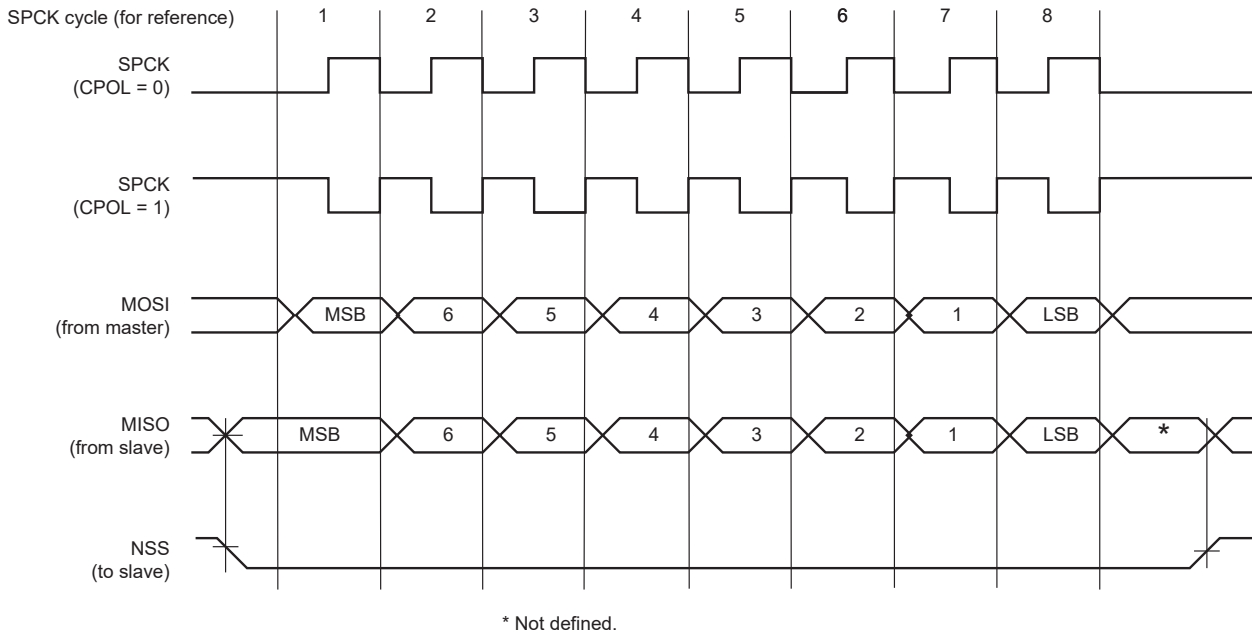 SPCK cycle (for reference) 1 2 3 4 5 6 7 8
SPCK
(CPOL = 0)
SPCK
(CPOL = 1)
MOSI
(from master)
MSB 6 5 4 3 2 1 LSB
MISO
(from slave)
MSB 6 5 4 3 2 1 LSB *
NSS
(to slave)
* Not defined.